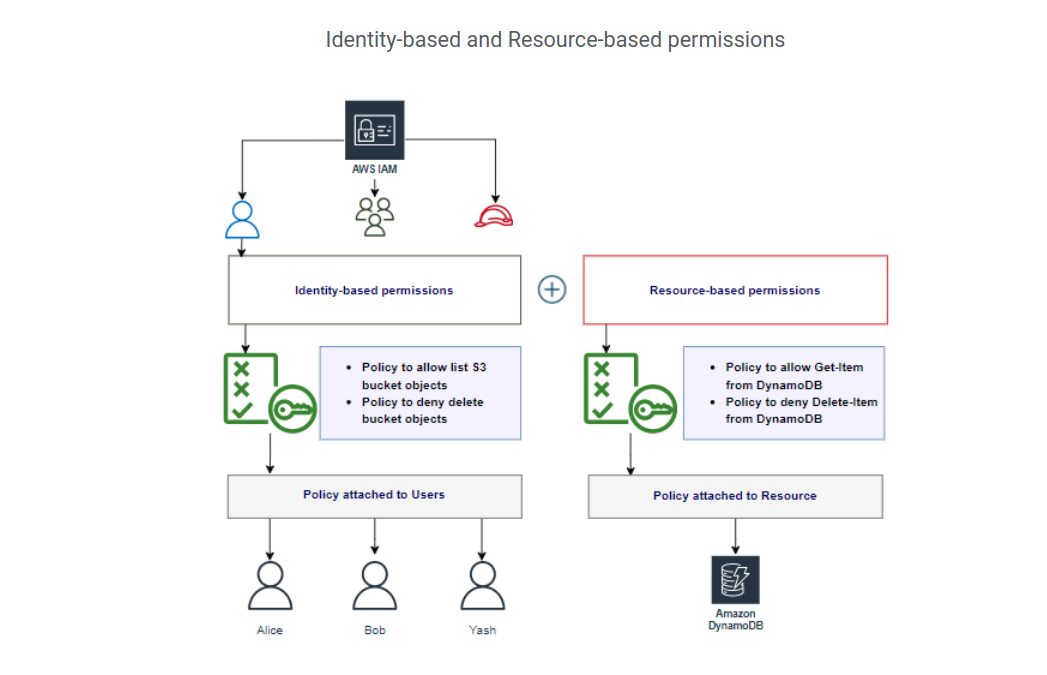 Identity-based and Resource-based permissions
AWS IAM
Identity-based permissions
Resource-based permissions
• Policy to allow list S3
bucket objects
• Policy to deny delete
bucket objects
• Policy to allow Get-Item
from DynamoDB
• Policy to deny Delete-Item
from DynamoDB
Policy attached to Users
Policy attached to Resource
Alice
Bob
Yash
Amazon
DynamoDB